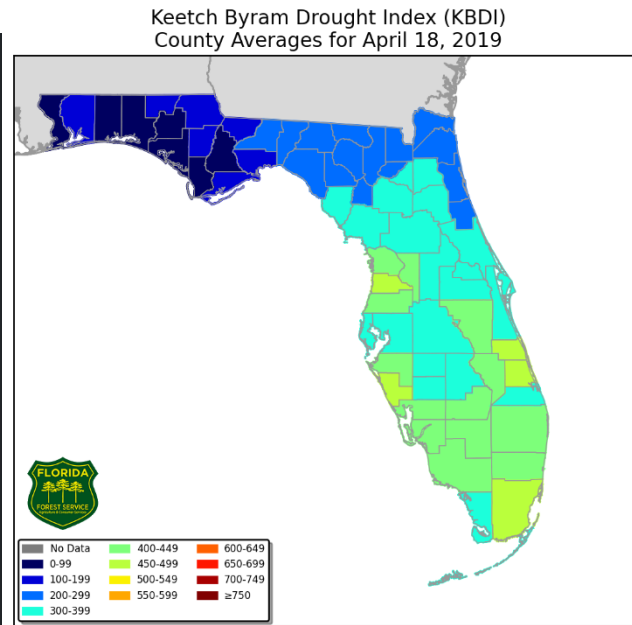 Keetch Byram Drought Index (KBDI)
County Averages for April 18, 2019
FLORIDA
FOREST SERVICE
No Data
0-99
100-199
200-299
300-399
400-449
450-499
500-549
550-599
600-649
650-699
700-749
≥750